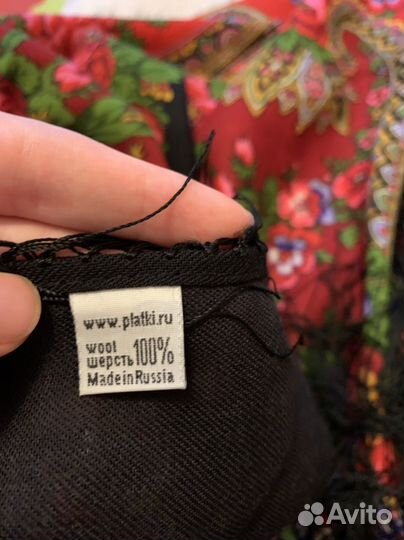 www.platki.ru
wool
шерсть 100%
MadeinRussia
Avito